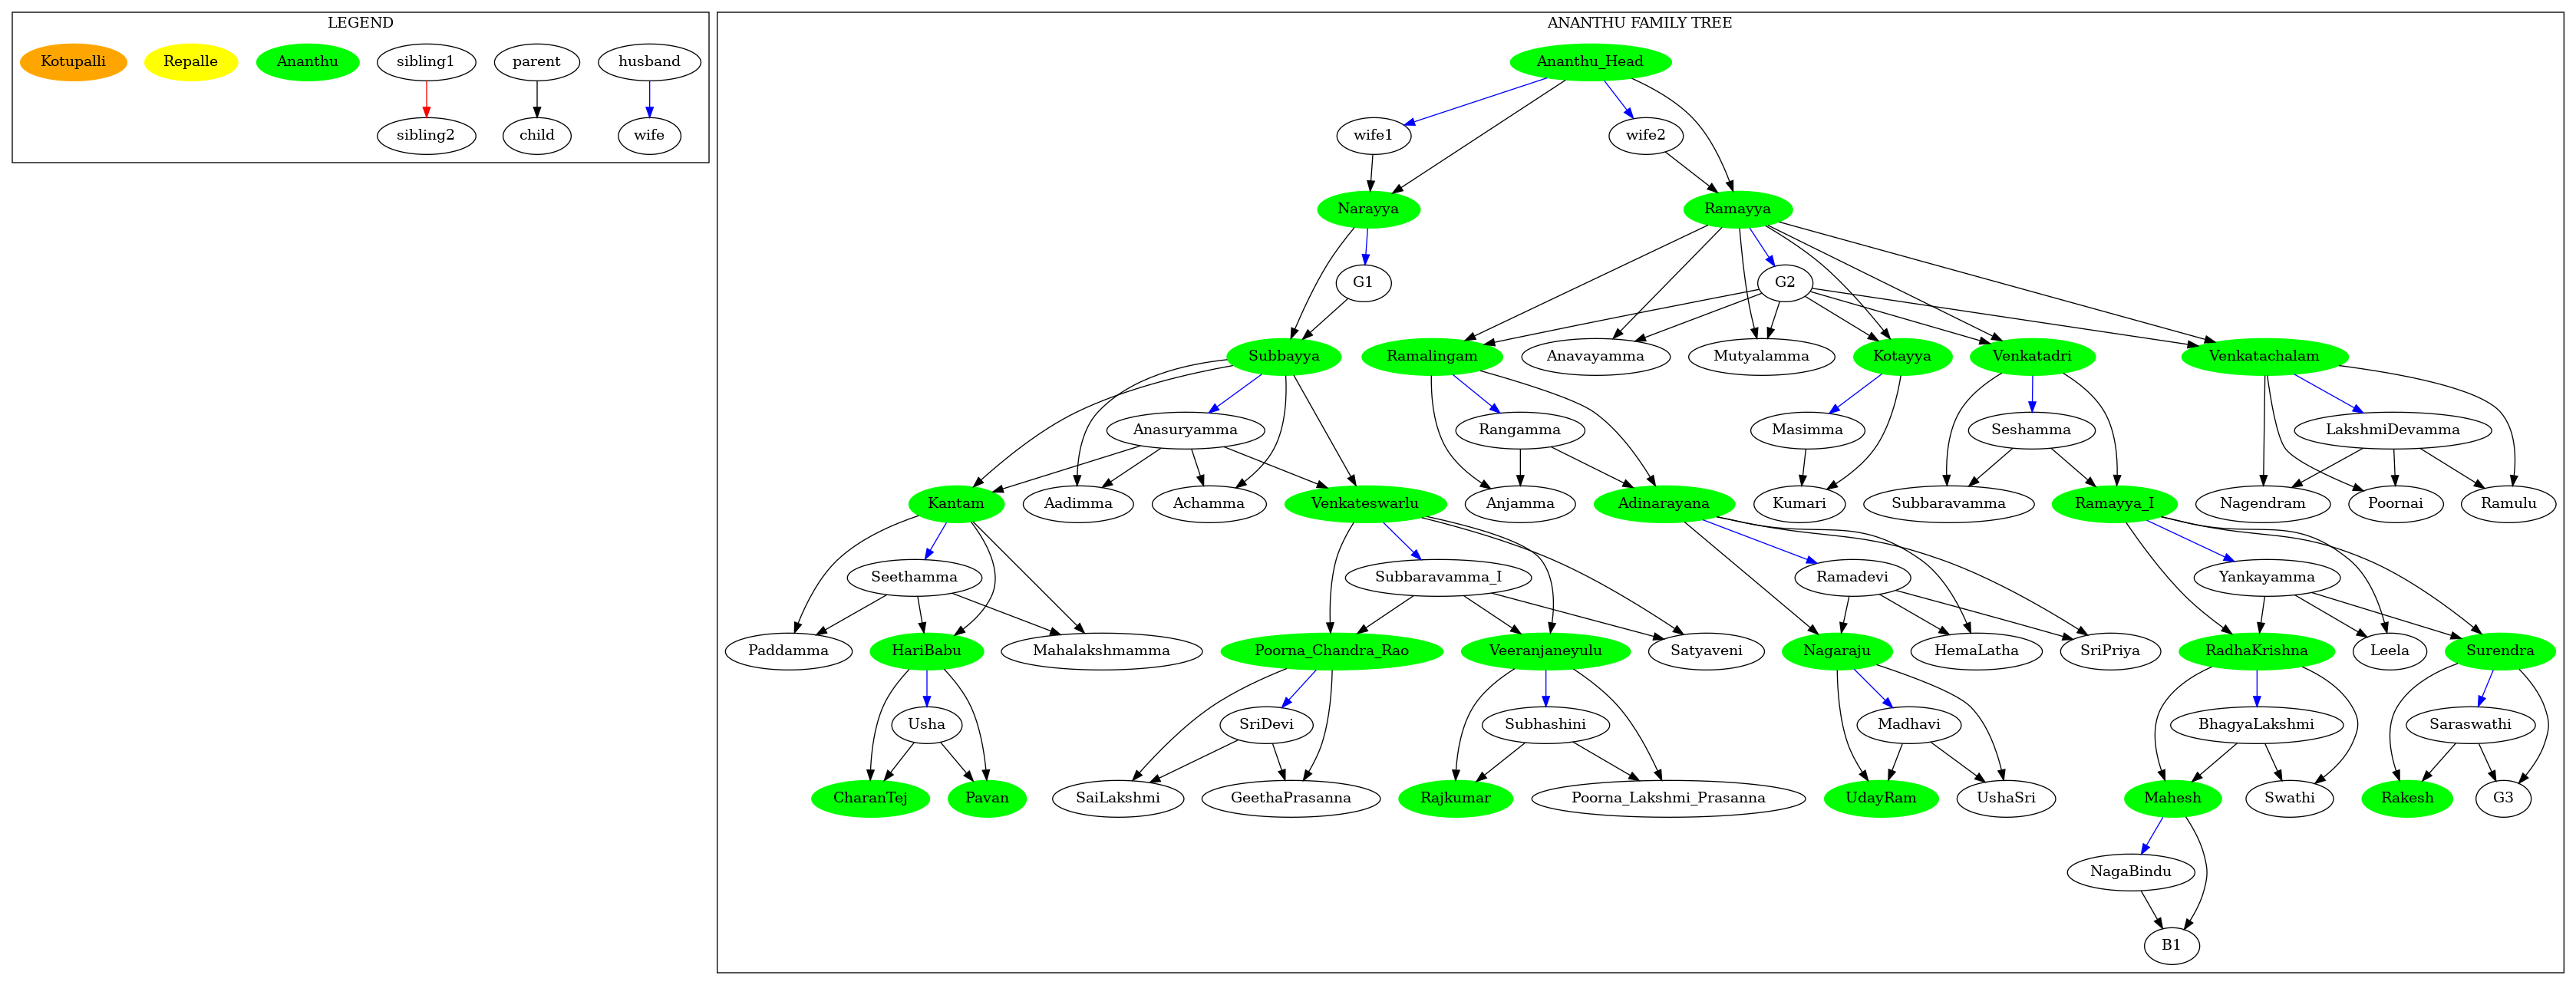 LEGEND
Kotupalli
Repalle
Ananthu
sibling1
parent
husband
sibling2
child
wife
ANANTHU FAMILY TREE
Ananthu_Head
wife1
wife2
Narayya
Ramayya
G1
G2
Subbayya
Ramalingam
Anavayamma
Mutyalamma
Kotayya
Venkatadri
Venkatachalam
Anasuryamma
Rangamma
Masimma
Seshamma
LakshmiDevamma
Kantam
Aadimma
Achamma
Venkateswarlu
Anjamma
Adinarayana
Kumari
Subbaravamma
Ramayya_I
Nagendram
Poornai
Ramulu
Seethamma
Subbaravamma_I
Ramadevi
Yankayamma
Paddamma
HariBabu
Mahalakshmamma
Poorna_Chandra_Rao
Veeranjaneyulu
Satyaveni
Nagaraju
HemaLatha
SriPriya
RadhaKrishna
Leela
Surendra
Usha
SriDevi
Subhashini
Madhavi
BhagyaLakshmi
Saraswathi
CharanTej
Pavan
SaiLakshmi
GeethaPrasanna
Rajkumar
Poorna_Lakshmi_Prasanna
UdayRam
UshaSri
Mahesh
Swathi
Rakesh
G3
NagaBindu
B1